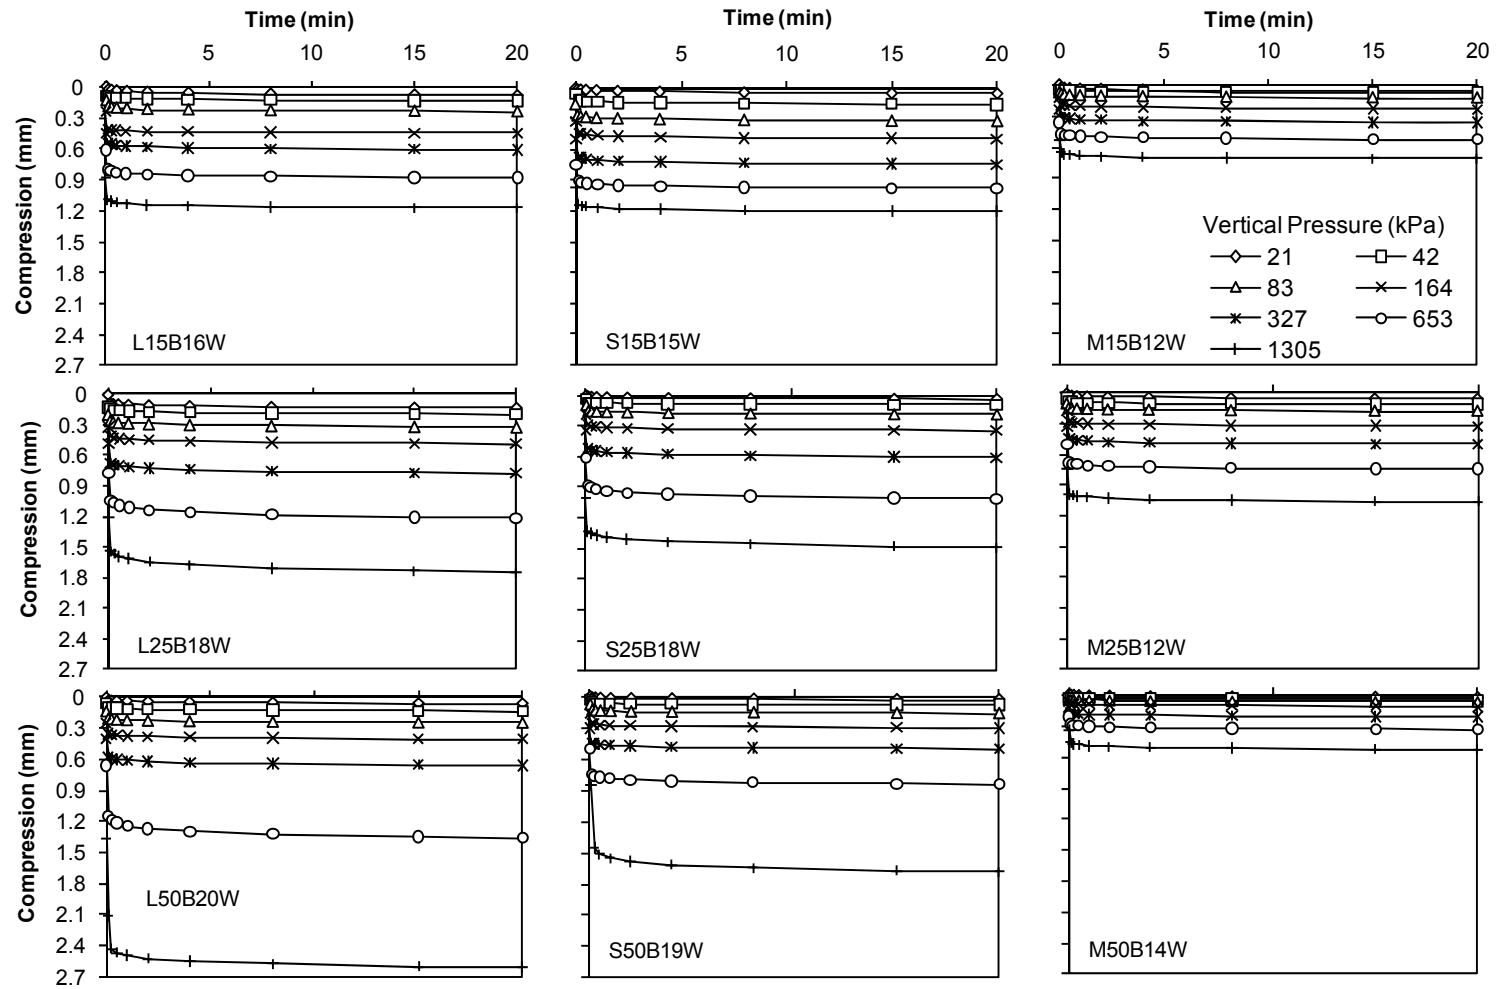 Time (min) Time (min) Time (min)
0 5 10 15 20 0 5 10 15 20 0 5 10 15 20
Compression (mm)
0
0.3
0.6
0.9
1.2
1.5
1.8
2.1
2.4
2.7
L15B16W
S15B15W
Vertical Pressure (kPa)
21 42
83 164
327 653
1305
M15B12W
Compression (mm)
0
0.3
0.6
0.9
1.2
1.5
1.8
2.1
2.4
2.7
L25B18W
S25B18W
M25B12W
Compression (mm)
0
0.3
0.6
0.9
1.2
1.5
1.8
2.1
2.4
2.7
L50B20W
S50B19W
M50B14W